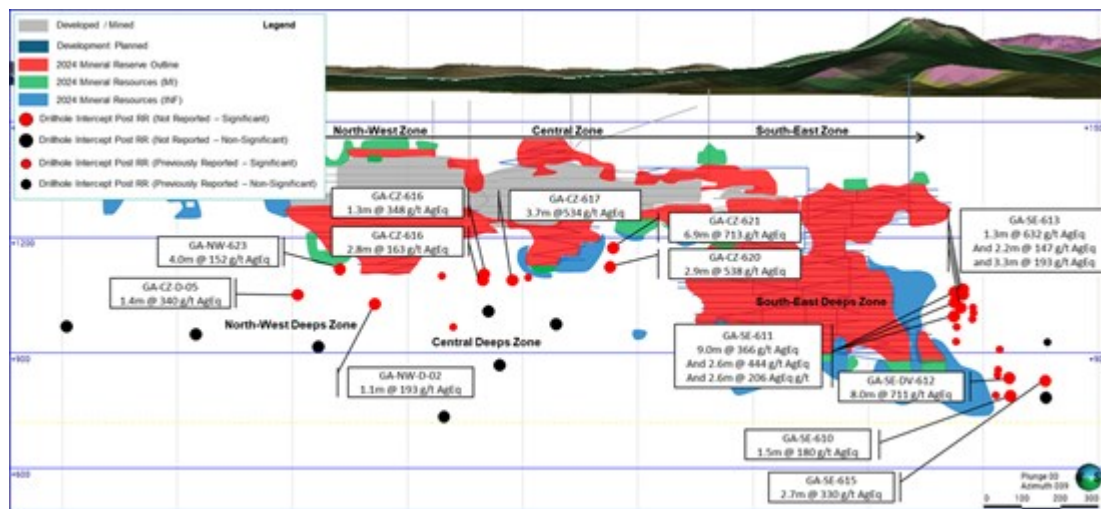 Legend
Developed / Mined
Development Planned
2024 Mineral Reserve Outline
2024 Mineral Resources (MI)
2024 Mineral Resources (INF)
Drillhole Intercept Post RR (Not Reported – Significant)
Drillhole Intercept Post RR (Not Reported – Non-Significant)
Drillhole Intercept Post RR (Previously Reported – Significant)
Drillhole Intercept Post RR (Previously Reported – Non-Significant)
North-West Zone
Central Zone
South-East Zone
GA-CZ-616
1.3m @ 348 g/t AgEq
GA-CZ-617
3.7m @534 g/t AgEq
GA-CZ-616
2.8m @ 163 g/t AgEq
GA-CZ-621
6.9m @ 713 g/t AgEq
GA-CZ-620
2.9m @ 538 g/t AgEq
GA-SE-613
1.3m @ 632 g/t AgEq
And 2.2m @ 147 g/t AgEq
and 3.3m @ 193 g/t AgEq
+1200
GA-NW-623
4.0m @ 152 g/t AgEq
GA-CZ-D-05
1.4m @ 340 g/t AgEq
North-West Deeps Zone
Central Deeps Zone
South-East Deeps Zone
+900
GA-NW-D-02
1.1m @ 193 g/t AgEq
GA-SE-611
9.0m @ 366 g/t AgEq
And 2.6m @ 444 g/t AgEq
And 2.6m @ 206 AgEq g/t
GA-SE-DV-612
8.0m @ 711 g/t AgEq
GA-SE-610
1.5m @ 180 g/t AgEq
GA-SE-615
2.7m @ 330 g/t AgEq
+600
Plunge 00
Azimuth 039
0 100 200 300